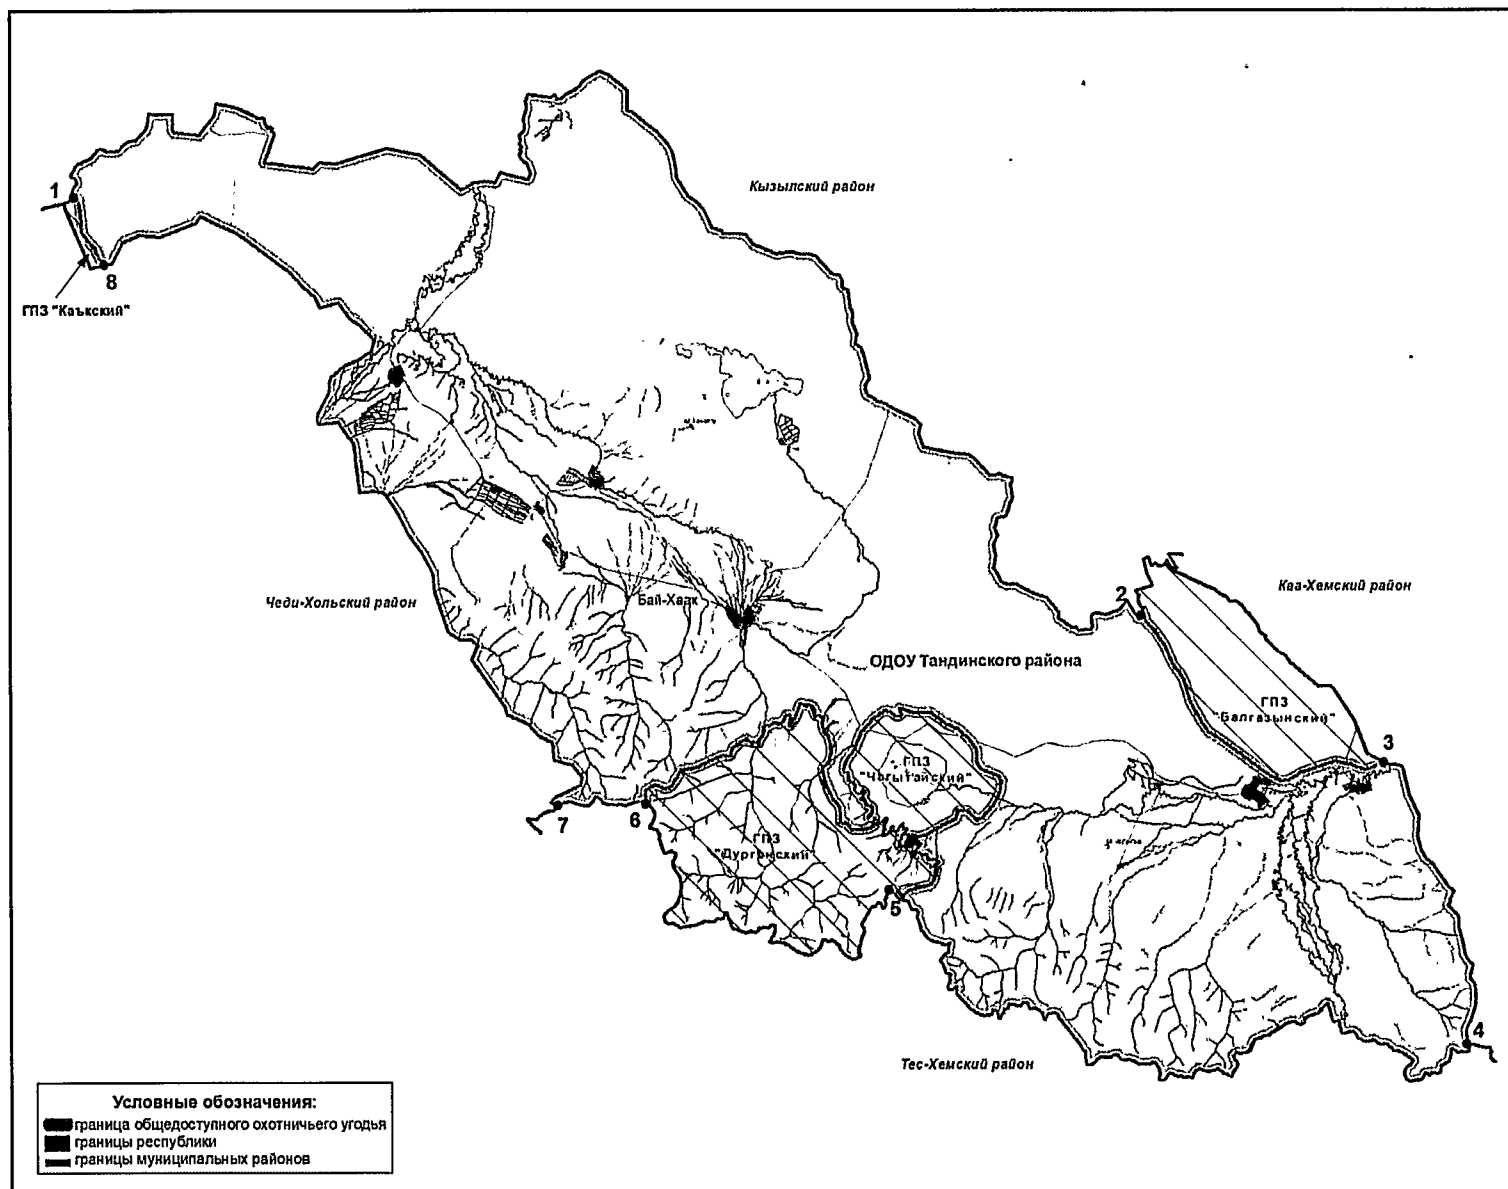 Кызылский район
1
8
ГПЗ "Каъкский"
Каа-Хемский район
2
Чеди-Хольский район
Бай-Хаак
ОДОУ Тандинского района
ГПЗ
"Балгазынский"
3
ГПЗ
"Чагытайский"
7
6
ГПЗ
"Дургенский"
5
4
Тес-Хемский район
Условные обозначения:
граница общедоступного охотничьего угодья
границы республики
границы муниципальных районов